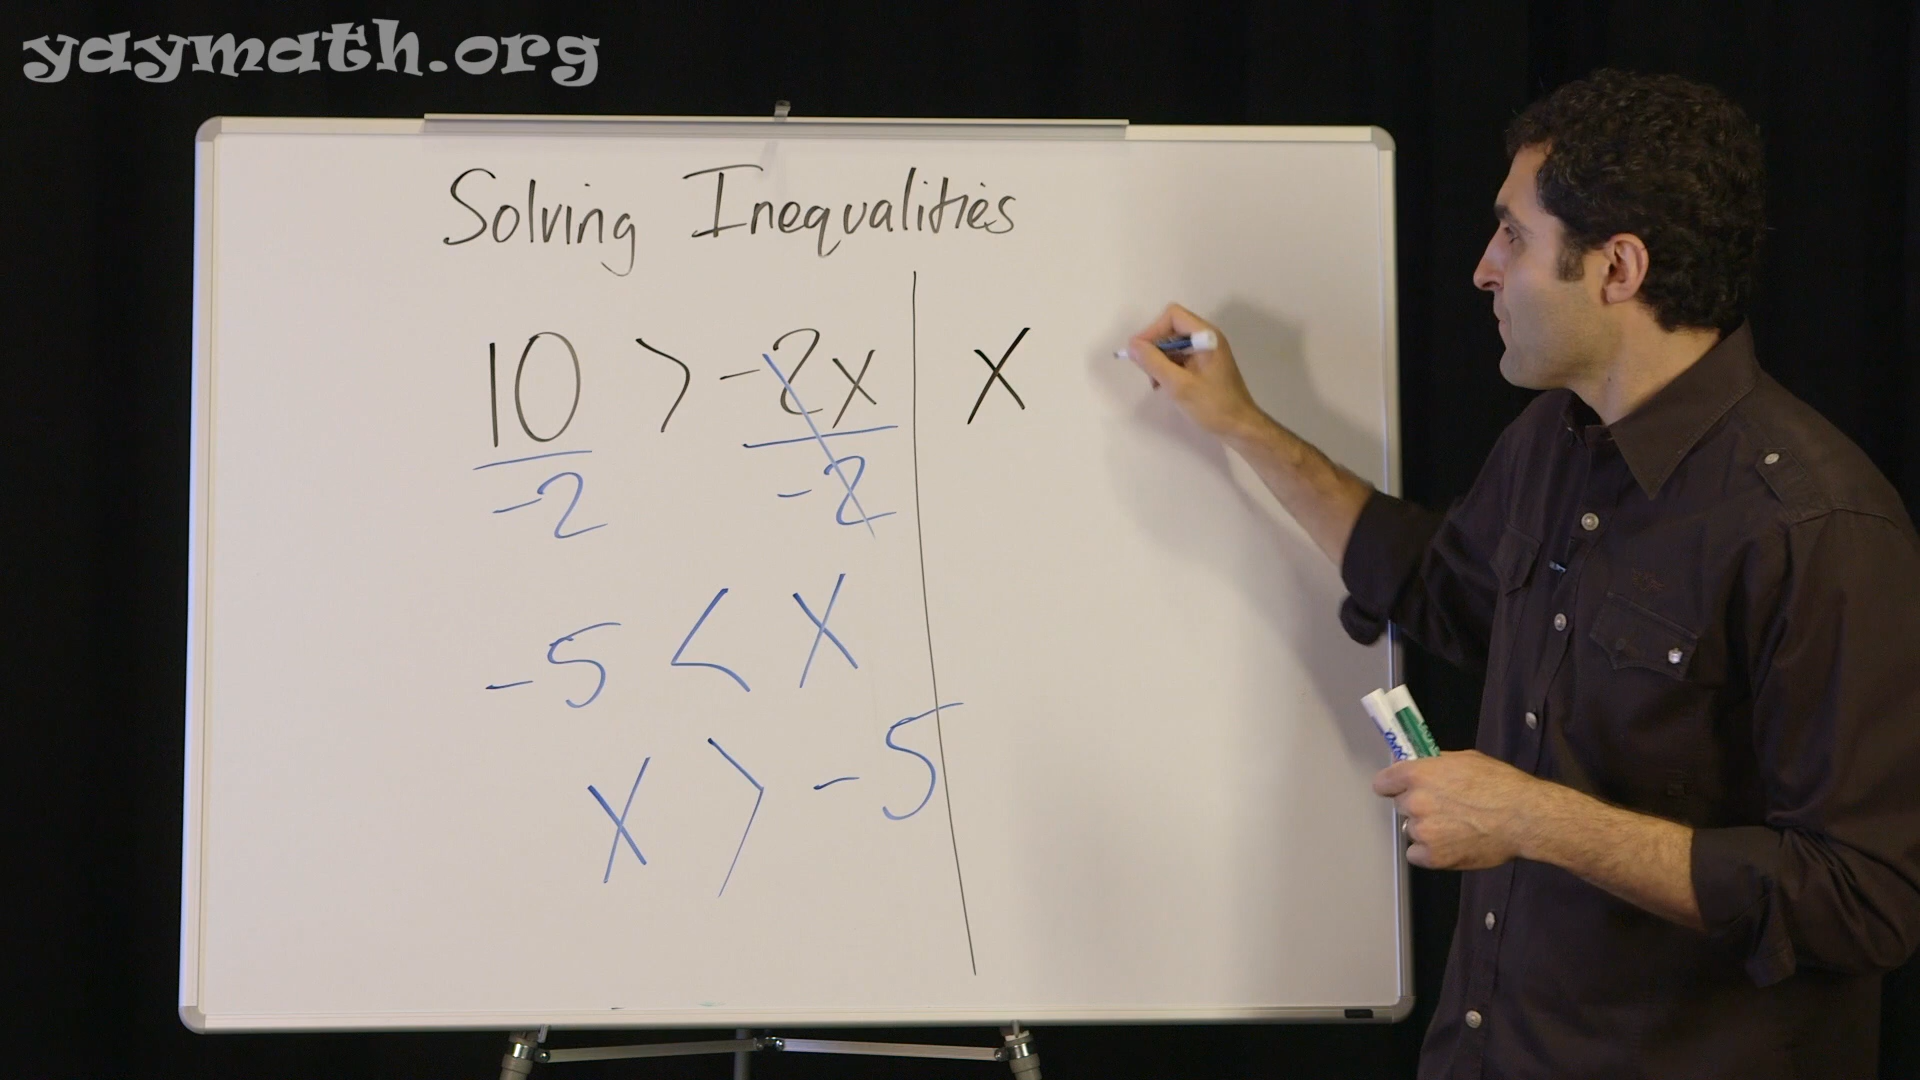 yaymath.org
Solving Inequalities
10 > -2x
-2 -2
-5 < x
x > -5
x